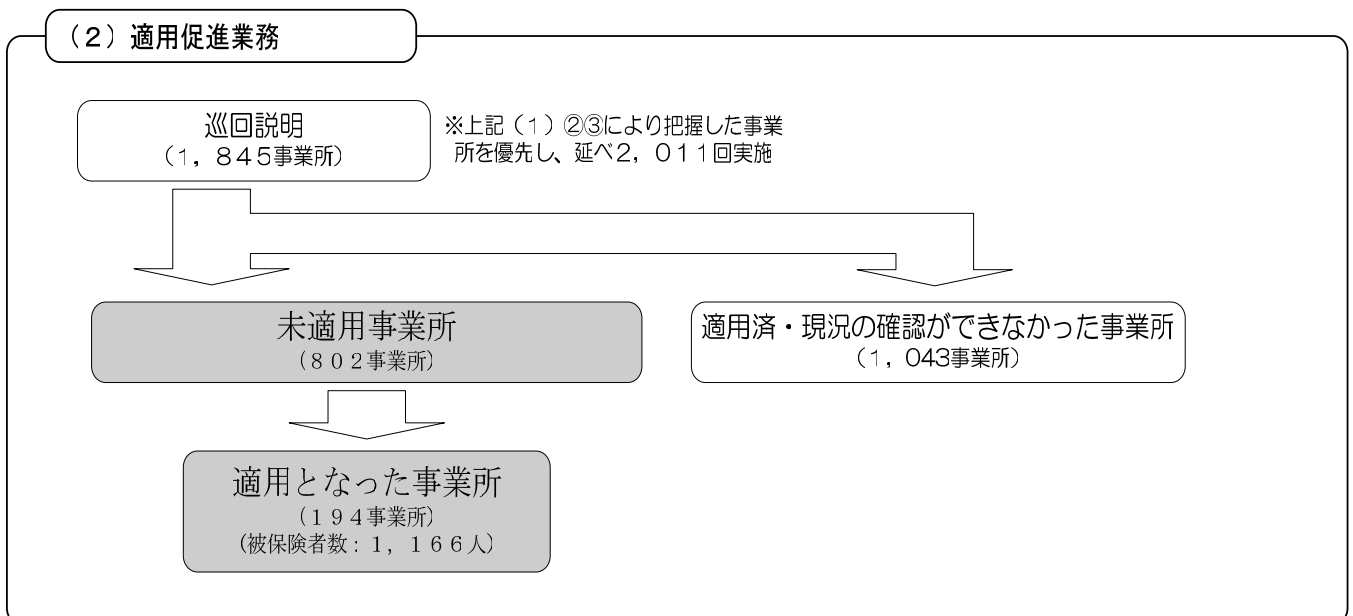 （２）適用促進業務
巡回説明
（１，８４５事業所）
※上記（１）②③により把握した事業
所を優先し、延べ２，０１１回実施
未適用事業所
（８０２事業所）
適用済・現況の確認ができなかった事業所
（１，０４３事業所）
適用となった事業所
（１９４事業所）
（被保険者数：１，１６６人）